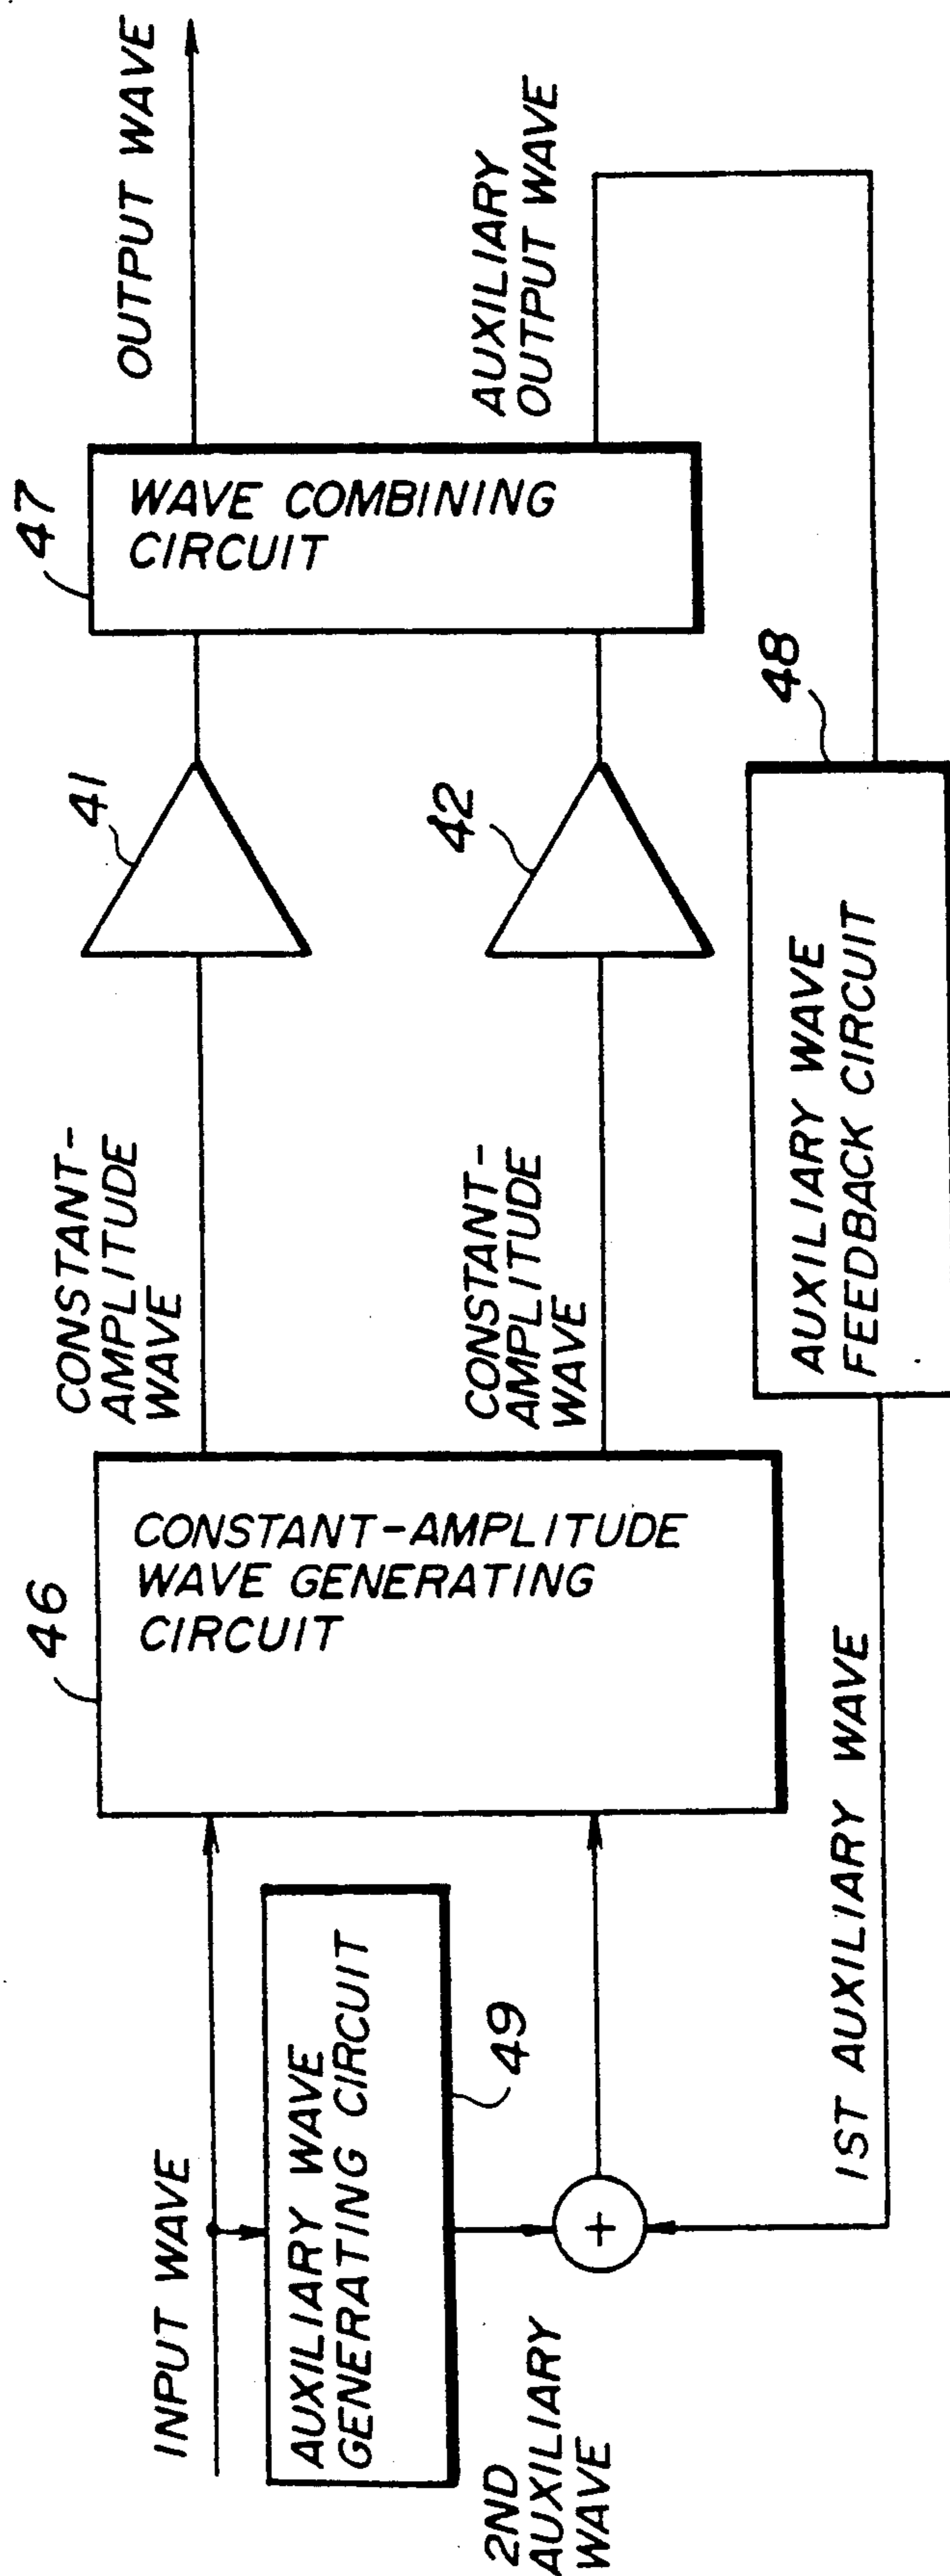 INPUT WAVE
AUXILIARY WAVE
GENERATING CIRCUIT
49
2ND
AUXILIARY
WAVE
+
1ST AUXILIARY WAVE
46
CONSTANT-AMPLITUDE
WAVE GENERATING
CIRCUIT
CONSTANT-
AMPLITUDE
WAVE
CONSTANT-
AMPLITUDE
WAVE
41
42
AUXILIARY WAVE
FEEDBACK CIRCUIT
48
47
WAVE COMBINING
CIRCUIT
OUTPUT WAVE
AUXILIARY
OUTPUT WAVE